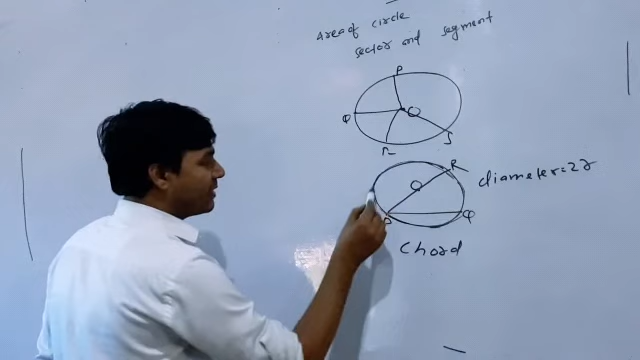 Area of circle
sector and segment
P
O
Q
R
S
R
O
diameter=2r
P
Q
chord